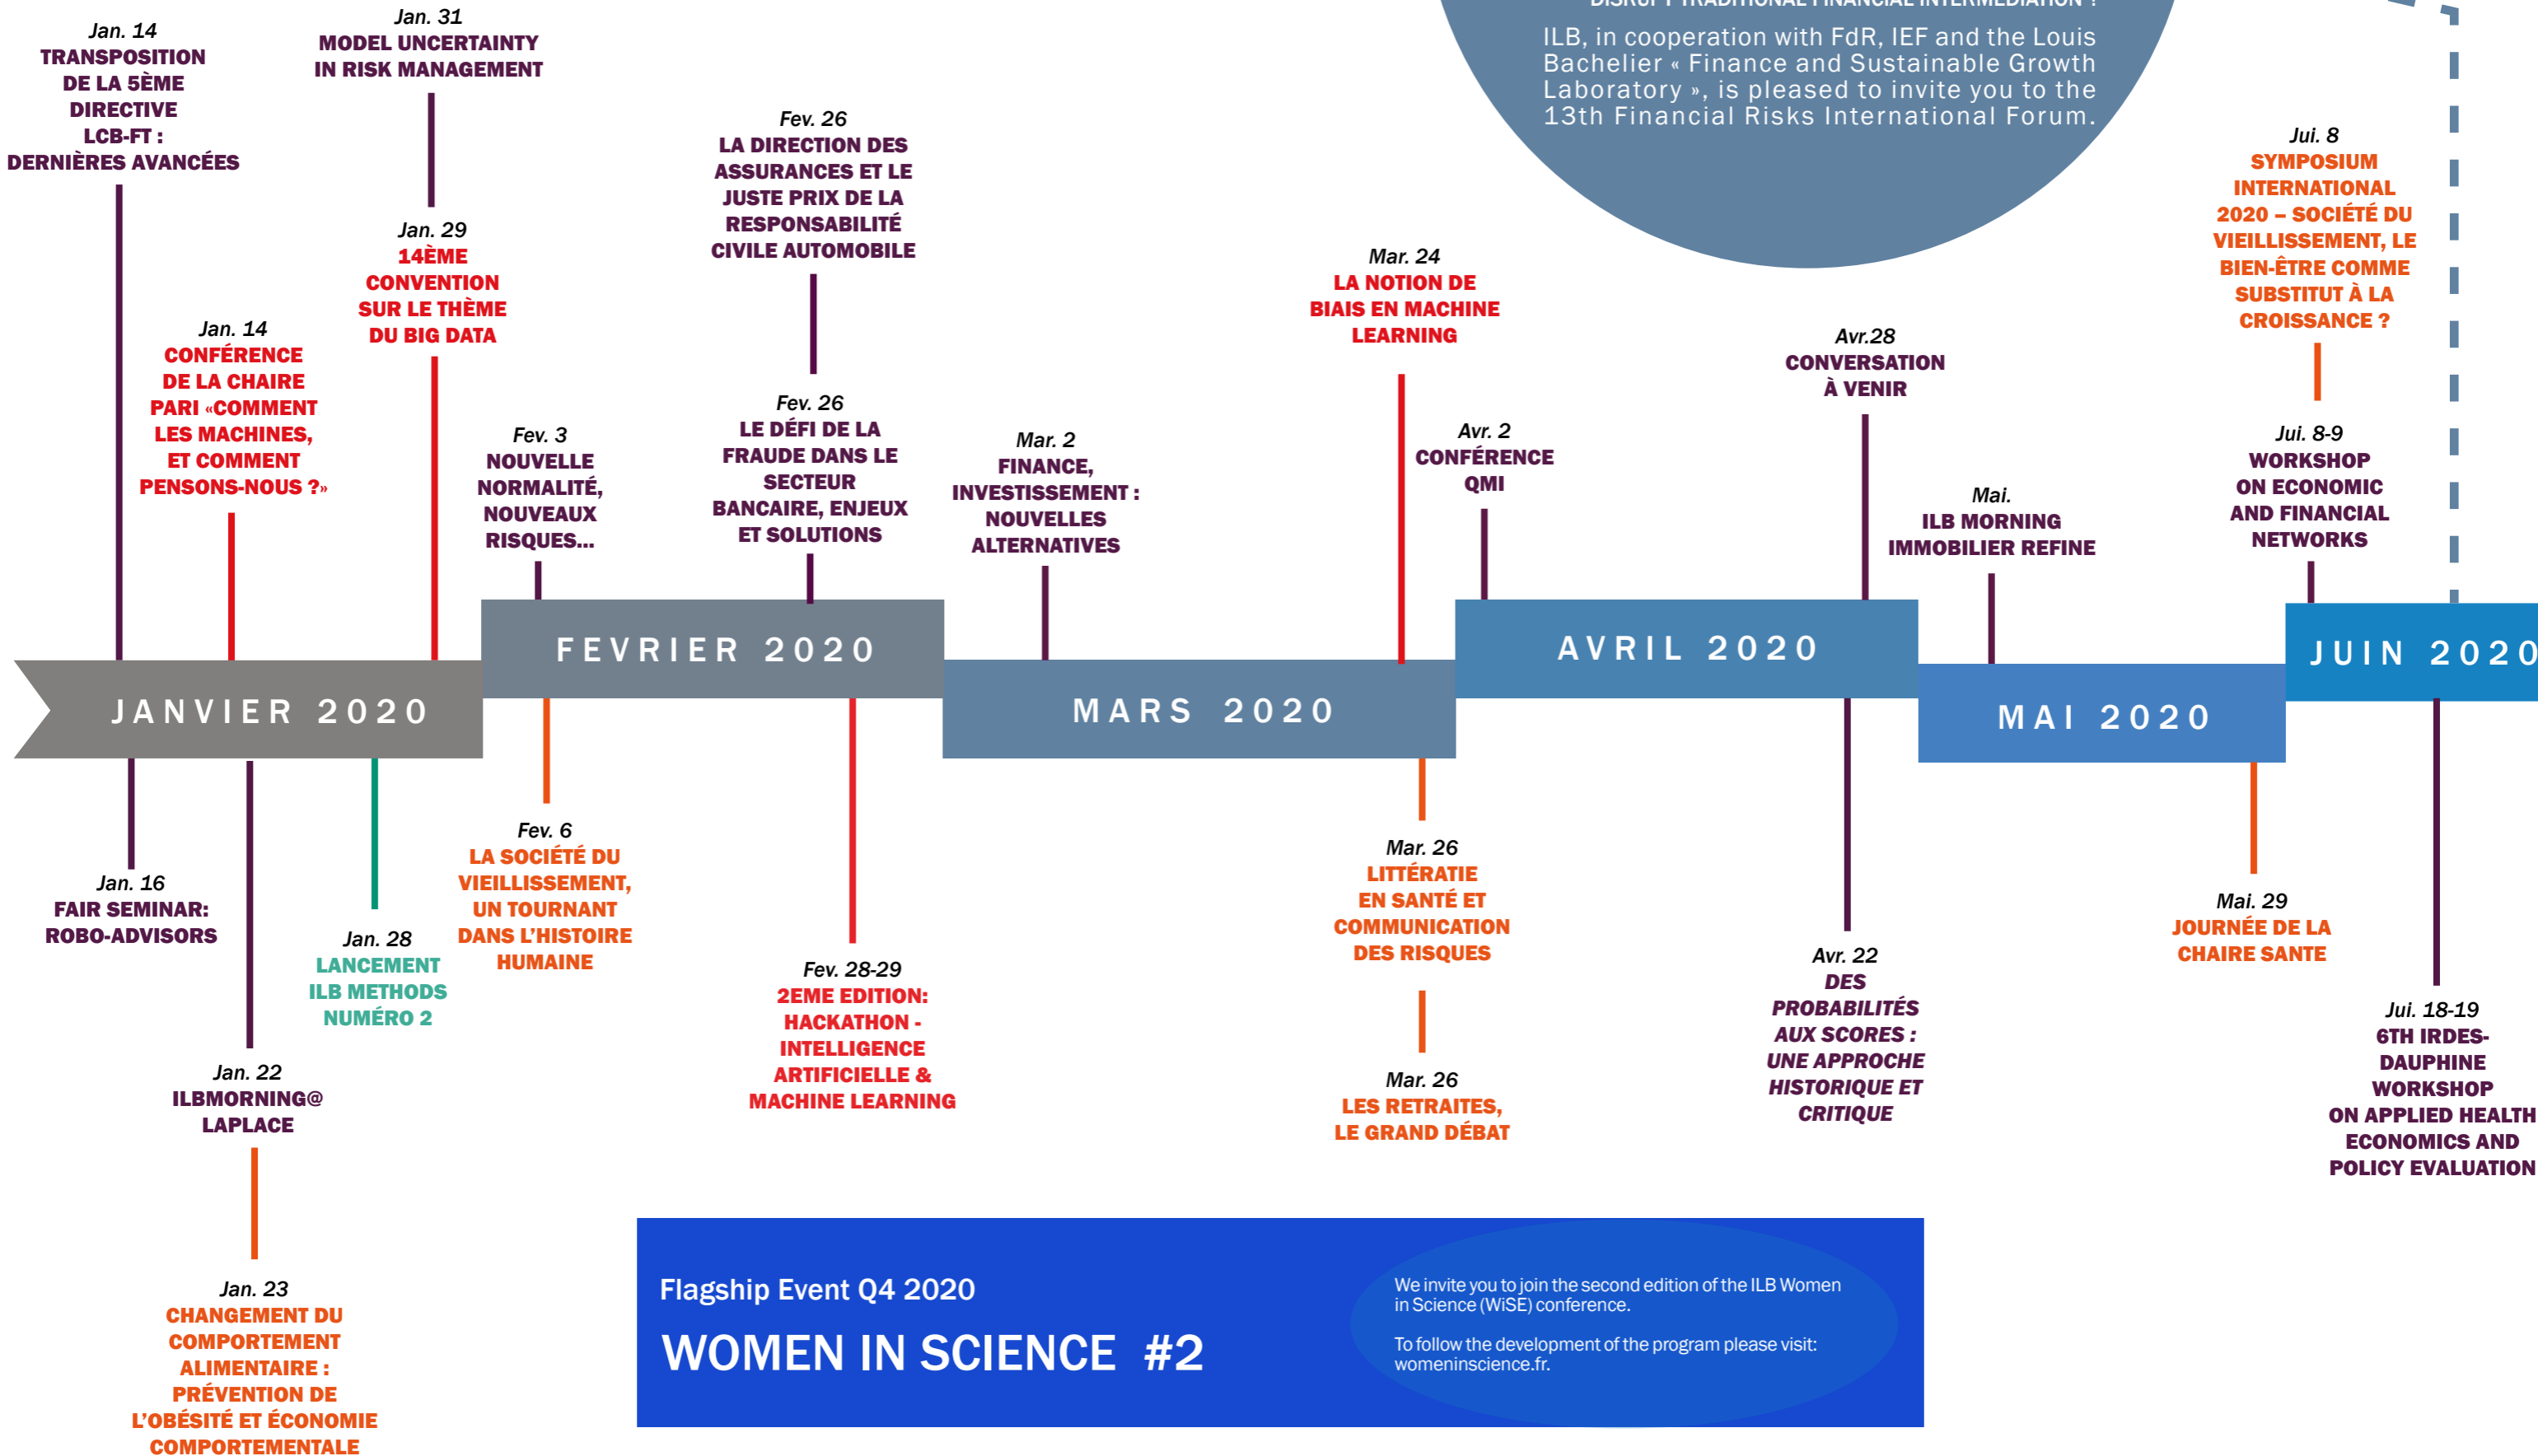 Jan. 14
TRANSPOSITION
DE LA 5ÈME
DIRECTIVE
LCB-FT :
DERNIÈRES AVANCÉES
Jan. 31
MODEL UNCERTAINTY
IN RISK MANAGEMENT
Jan. 29
14ÈME
CONVENTION
SUR LE THÈME
DU BIG DATA
Jan. 14
CONFÉRENCE
DE LA CHAIRE
PARI «COMMENT
LES MACHINES,
ET COMMENT
PENSONS-NOUS ?»
Fev. 3
NOUVELLE
NORMALITÉ,
NOUVEAUX
RISQUES...
Fev. 26
LA DIRECTION DES
ASSURANCES ET LE
JUSTE PRIX DE LA
RESPONSABILITÉ
CIVILE AUTOMOBILE
Fev. 26
LE DÉFI DE LA
FRAUDE DANS LE
SECTEUR
BANCAIRE, ENJEUX
ET SOLUTIONS
Mar. 2
FINANCE,
INVESTISSEMENT :
NOUVELLES
ALTERNATIVES
DISRUPT TRADITIONAL FINANCIAL INTERMEDIATION ?
ILB, in cooperation with FdR, IEF and the Louis
Bachelier « Finance and Sustainable Growth
Laboratory », is pleased to invite you to the
13th Financial Risks International Forum.
Mar. 24
LA NOTION DE
BIAIS EN MACHINE
LEARNING
Avr. 2
CONFÉRENCE
QMI
Avr.28
CONVERSATION
À VENIR
Mai.
ILB MORNING
IMMOBILIER REFINE
Jui. 8
SYMPOSIUM
INTERNATIONAL
2020 – SOCIÉTÉ DU
VIEILLISSEMENT, LE
BIEN-ÊTRE COMME
SUBSTITUT À LA
CROISSANCE ?
Jui. 8-9
WORKSHOP
ON ECONOMIC
AND FINANCIAL
NETWORKS
JANVIER 2020
FEVRIER 2020
MARS 2020
AVRIL 2020
MAI 2020
JUIN 2020
Jan. 16
FAIR SEMINAR:
ROBO-ADVISORS
Jan. 22
ILBMORNING@
LAPLACE
Jan. 23
CHANGEMENT DU
COMPORTEMENT
ALIMENTAIRE :
PRÉVENTION DE
L'OBÉSITÉ ET ÉCONOMIE
COMPORTEMENTALE
Jan. 28
LANCEMENT
ILB METHODS
NUMÉRO 2
Fev. 6
LA SOCIÉTÉ DU
VIEILLISSEMENT,
UN TOURNANT
DANS L'HISTOIRE
HUMAINE
Fev. 28-29
2EME EDITION:
HACKATHON -
INTELLIGENCE
ARTIFICIELLE &
MACHINE LEARNING
Mar. 26
LITTÉRATIE
EN SANTÉ ET
COMMUNICATION
DES RISQUES
Mar. 26
LES RETRAITES,
LE GRAND DÉBAT
Avr. 22
DES
PROBABILITÉS
AUX SCORES :
UNE APPROCHE
HISTORIQUE ET
CRITIQUE
Mai. 29
JOURNÉE DE LA
CHAIRE SANTE
Jui. 18-19
6TH IRDES-
DAUPHINE
WORKSHOP
ON APPLIED HEALTH
ECONOMICS AND
POLICY EVALUATION
Flagship Event Q4 2020
WOMEN IN SCIENCE #2
We invite you to join the second edition of the ILB Women
in Science (WiSE) conference.
To follow the development of the program please visit:
womeninscience.fr.